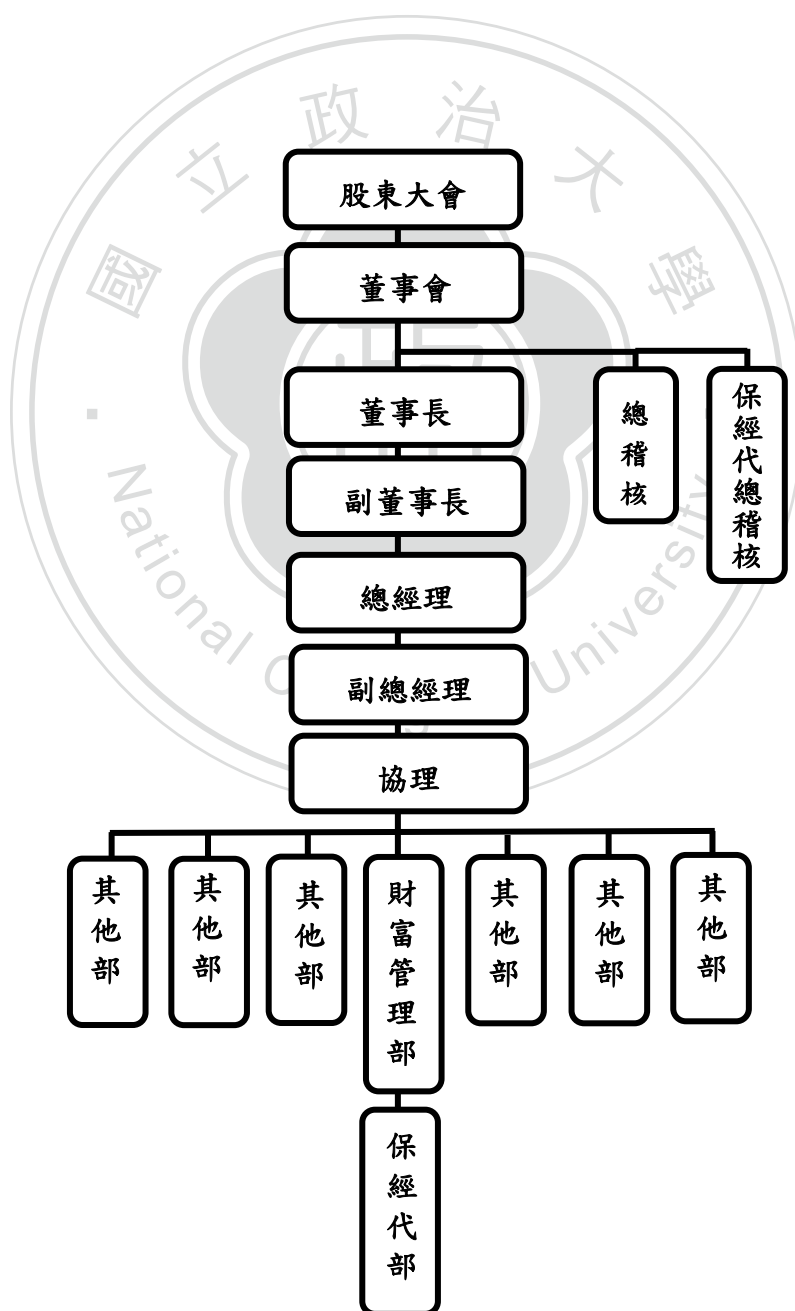 國立政治大學
股東大會
董事會
董事長
總稽核
保經代總稽核
副董事長
總經理
副總經理
協理
其他部
其他部
其他部
財富管理部
其他部
其他部
其他部
保經代部
National
University